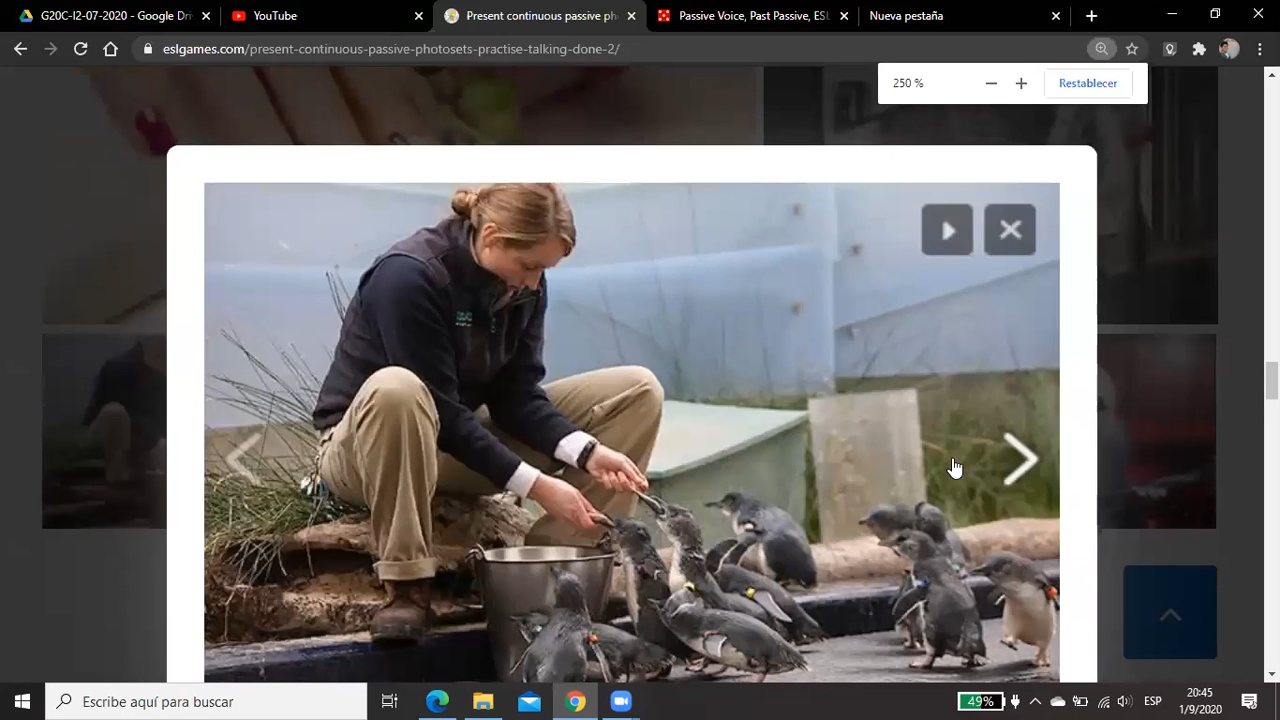 G20C-I2-07-2020 - Google Dri
YouTube
Present continuous passive ph
Passive Voice, Past Passive, ESL
Nueva pestaña
eslgames.com/present-continuous-passive-photosets-practise-talking-done-2/
250 %
Restablecer
Escribe aquí para buscar
49%
ESP
20:45
1/9/2020